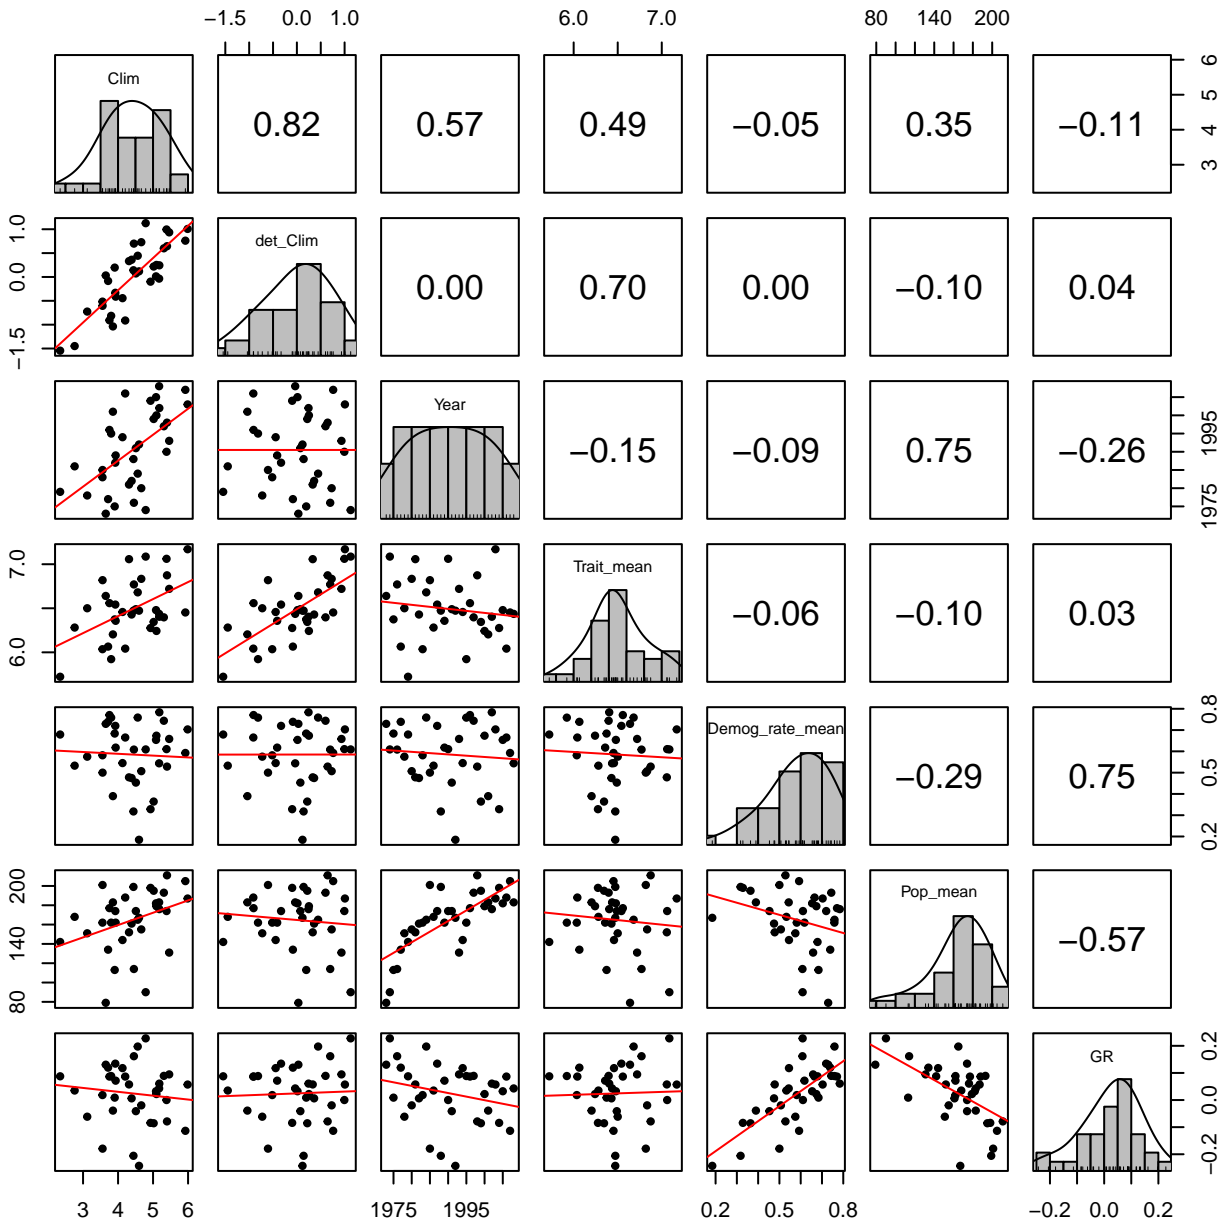 −1.5 0.0 1.0 6.0 7.0 80 140 200
Clim 0.82 0.57 0.49 −0.05 0.35 −0.11 3 4 5 6
−1.5 0.0 1.0 det_Clim 0.00 0.70 0.00 −0.10 0.04
Year −0.15 −0.09 0.75 −0.26 1975 1995
6.0 7.0 Trait_mean −0.06 −0.10 0.03
Demog_rate_mean −0.29 0.75 0.2 0.5 0.8
80 140 200 Pop_mean −0.57
GR −0.2 0.0 0.2
3 4 5 6 1975 1995 0.2 0.5 0.8 −0.2 0.0 0.2